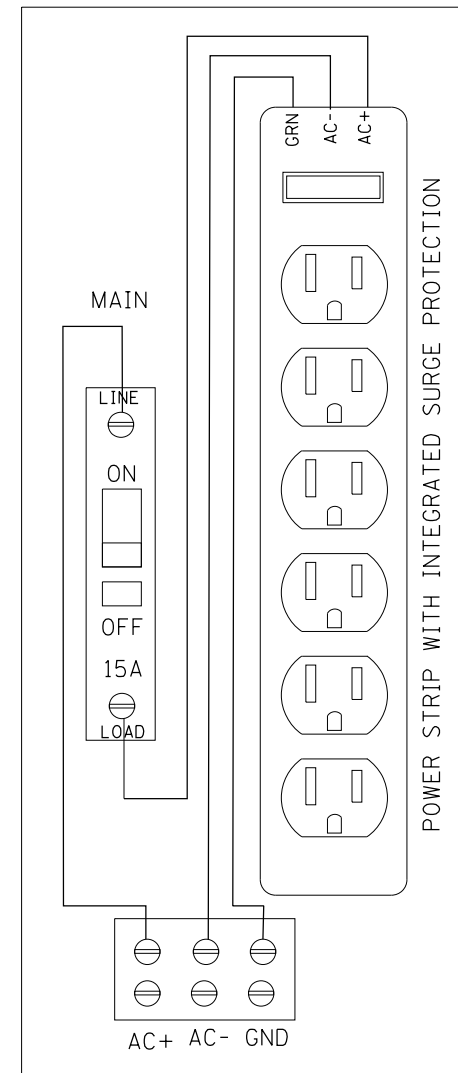 GRN
AC-
AC+
MAIN
LINE
ON
OFF
15A
LOAD
POWER STRIP WITH INTEGRATED SURGE PROTECTION
AC+ AC- GND